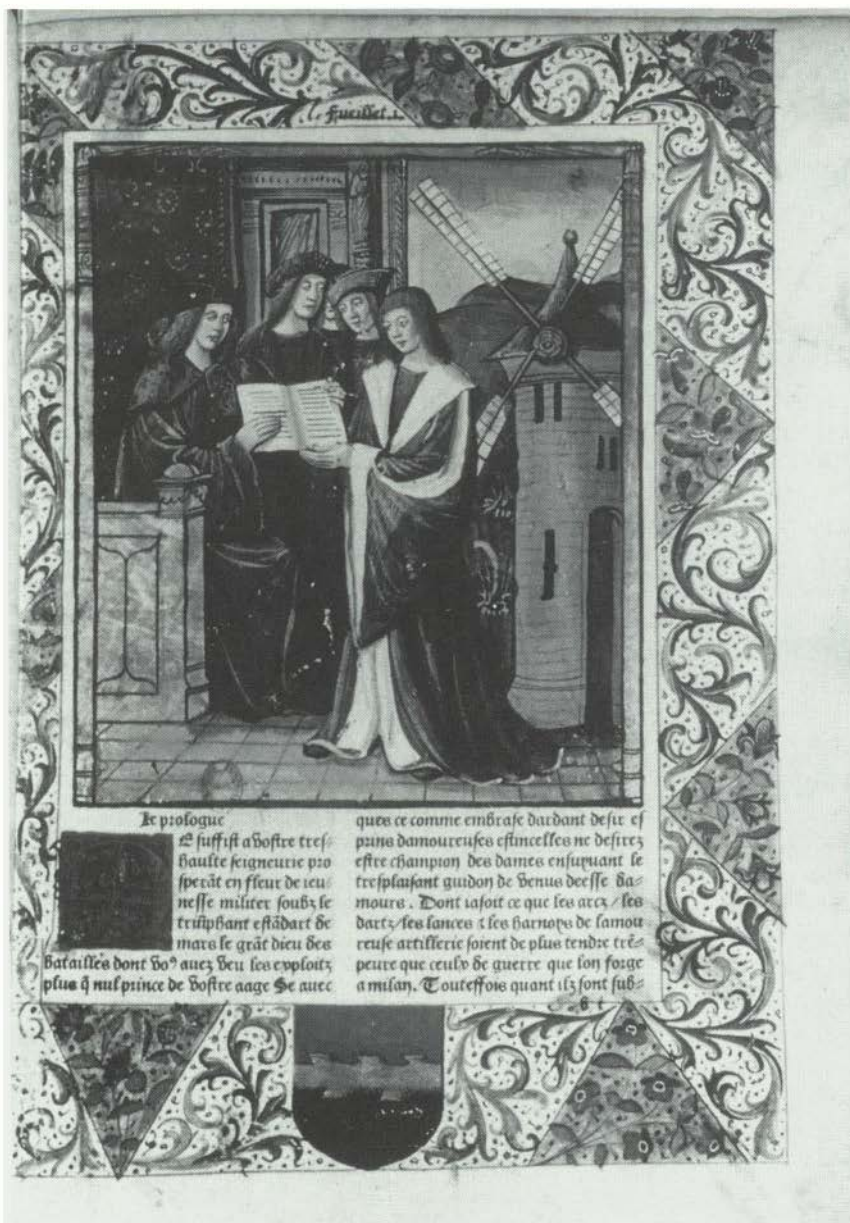 Fueillet.i.
Le prologue
E suffist a vostre tres⸗
haulte seigneurie pro
sperāt en fleur de ieu⸗
nesse militer soubz le
triūphant estādart de
mars le grāt dieu des
batailles dont voꝰ auez veu les exploitz
plus q̄ nul prince de vostre aage Se auec
ques ce comme embrase dardant desir es
prins damoureuses estincelles ne desirez
estre champion des dames ensuyuant le
tresplaisant guidon de Venus deesse da⸗
mours. Dont iasoit ce que les arcz / les
dartz / les lances ⁊ les harnoys de lamou
reuse artillerie soient de plus tendre trē⸗
peure que ceulx de guerre que lon forge
a milan. Touteffois quant ilz sont sub⸗